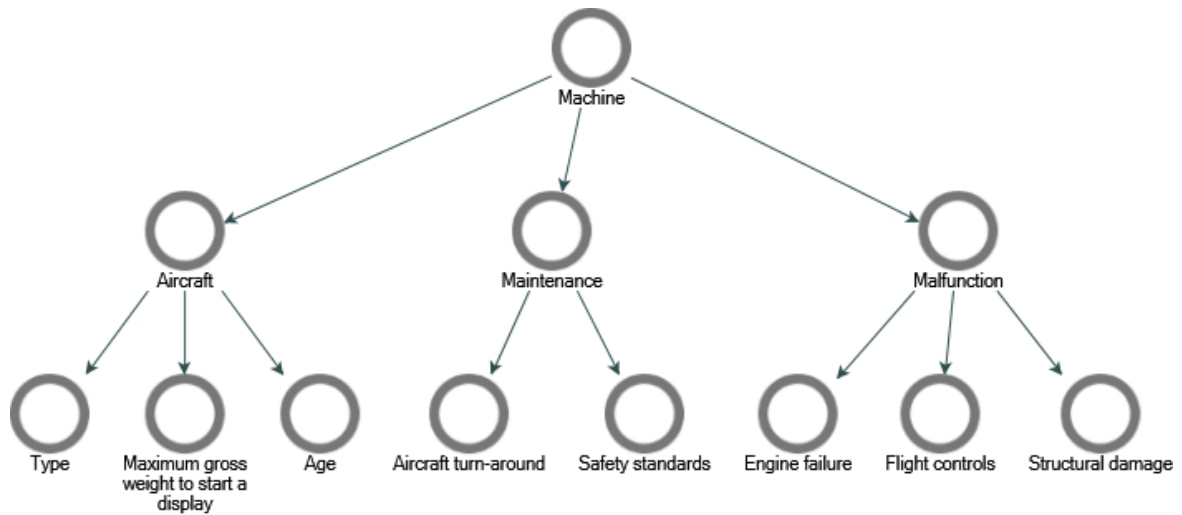 Machine
Aircraft
Maintenance
Malfunction
Type
Maximum gross
weight to start a
display
Age
Aircraft turn-around
Safety standards
Engine failure
Flight controls
Structural damage